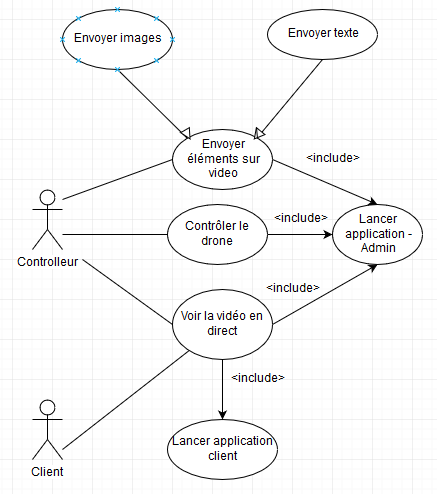 Envoyer images
Envoyer texte
Envoyer
éléments sur
video
<include>
Contrôler le
drone
<include>
Lancer
application -
Admin
Controlleur
<include>
Voir la vidéo en
direct
<include>
Lancer application
client
Client